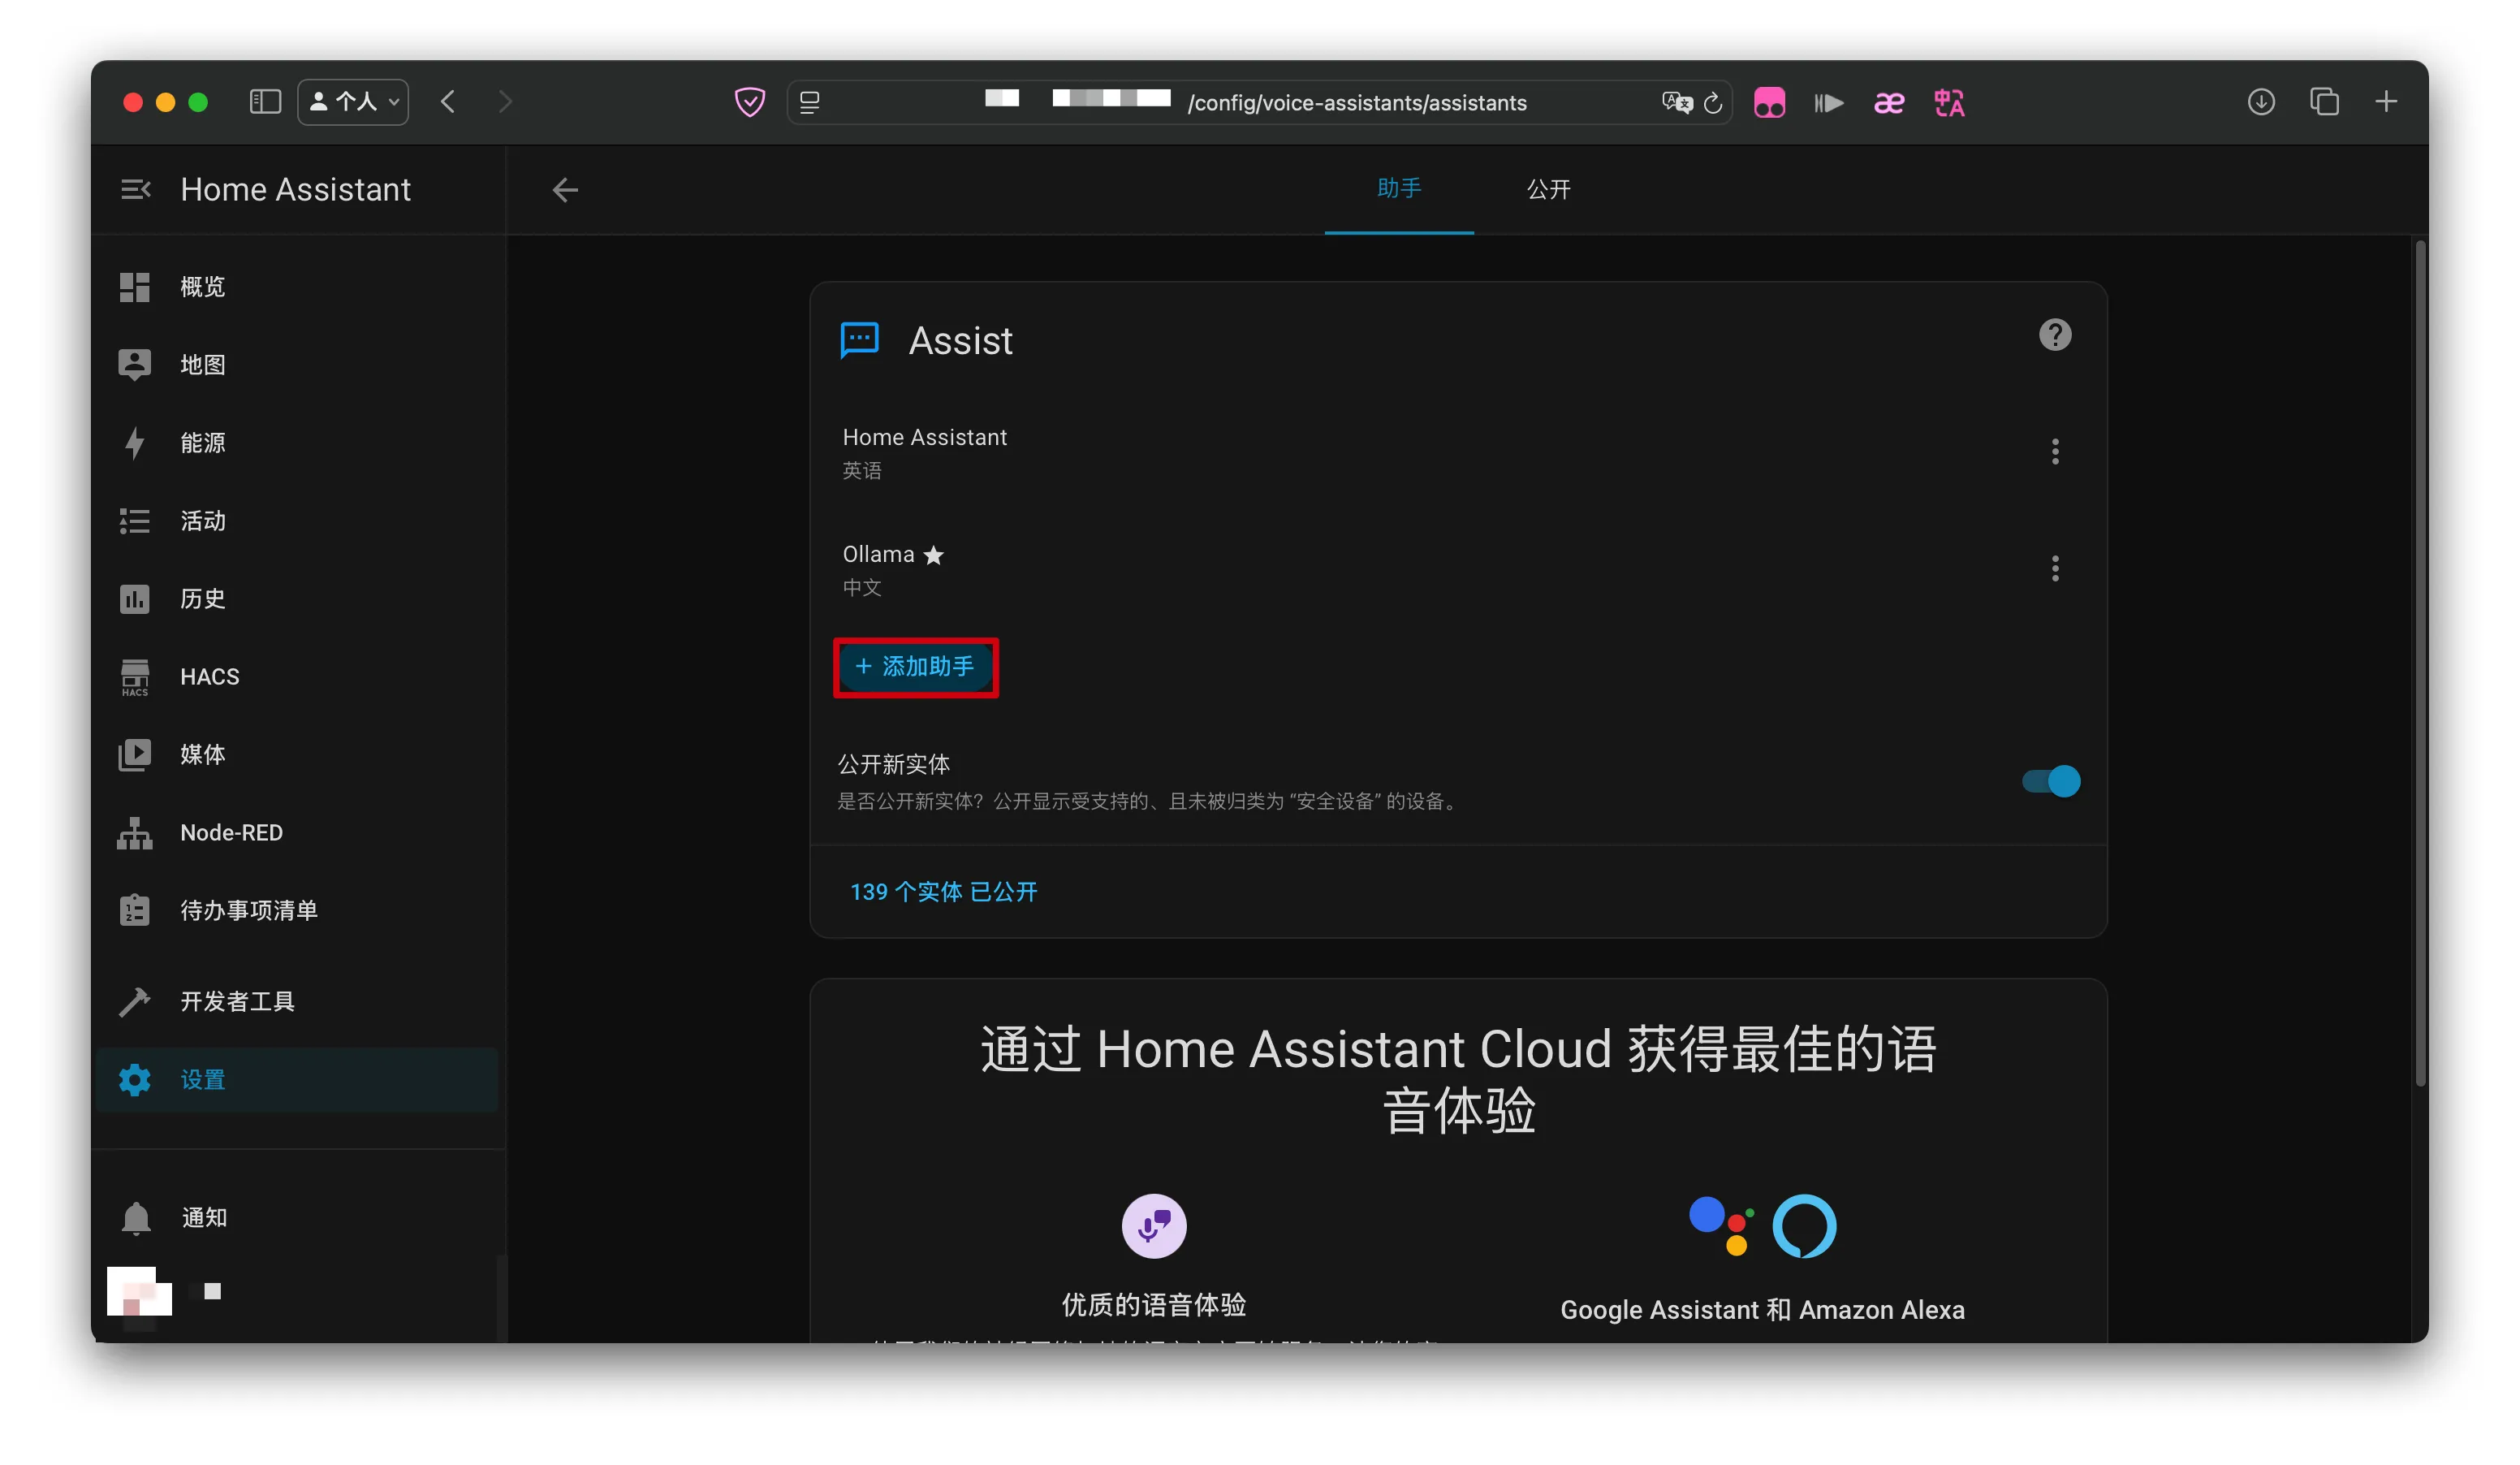 个人
/config/voice-assistants/assistants
Home Assistant
助手
公开
概览
地图
能源
活动
历史
HACS
HACS
媒体
Node-RED
待办事项清单
开发者工具
设置
通知
Assist
Home Assistant
英语
Ollama
中文
添加助手
公开新实体
是否公开新实体？公开显示受支持的、且未被归类为 “安全设备” 的设备。
139 个实体 已公开
通过 Home Assistant Cloud 获得最佳的语
音体验
优质的语音体验
Google Assistant 和 Amazon Alexa